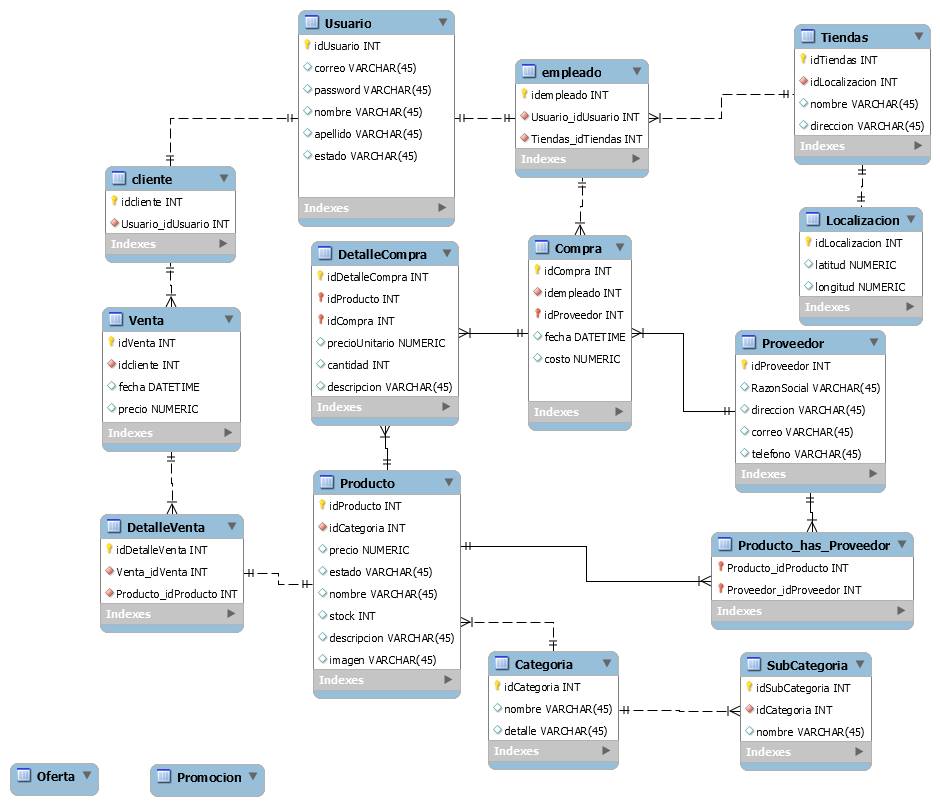 Usuario
idUsuario INT
correo VARCHAR(45)
password VARCHAR(45)
nombre VARCHAR(45)
apellido VARCHAR(45)
estado VARCHAR(45)
Indexes
empleado
idempleado INT
Usuario_idUsuario INT
Tiendas_idTiendas INT
Indexes
Tiendas
idTiendas INT
idLocalizacion INT
nombre VARCHAR(45)
direccion VARCHAR(45)
Indexes
cliente
idcliente INT
Usuario_idUsuario INT
Indexes
Localizacion
idLocalizacion INT
latitud NUMERIC
longitud NUMERIC
Indexes
DetalleCompra
idDetalleCompra INT
idProducto INT
idCompra INT
precioUnitario NUMERIC
cantidad INT
descripcion VARCHAR(45)
Indexes
Compra
idCompra INT
idempleado INT
idProveedor INT
fecha DATETIME
costo NUMERIC
Indexes
Venta
idVenta INT
idcliente INT
fecha DATETIME
precio NUMERIC
Indexes
Proveedor
idProveedor INT
RazonSocial VARCHAR(45)
direccion VARCHAR(45)
correo VARCHAR(45)
telefono VARCHAR(45)
Indexes
DetalleVenta
idDetalleVenta INT
Venta_idVenta INT
Producto_idProducto INT
Indexes
Producto
idProducto INT
idCategoria INT
precio NUMERIC
estado VARCHAR(45)
nombre VARCHAR(45)
stock INT
descripcion VARCHAR(45)
imagen VARCHAR(45)
Indexes
Producto_has_Proveedor
Producto_idProducto INT
Proveedor_idProveedor INT
Indexes
Categoria
idCategoria INT
nombre VARCHAR(45)
detalle VARCHAR(45)
Indexes
SubCategoria
idSubCategoria INT
idCategoria INT
nombre VARCHAR(45)
Indexes
Oferta
Promocion